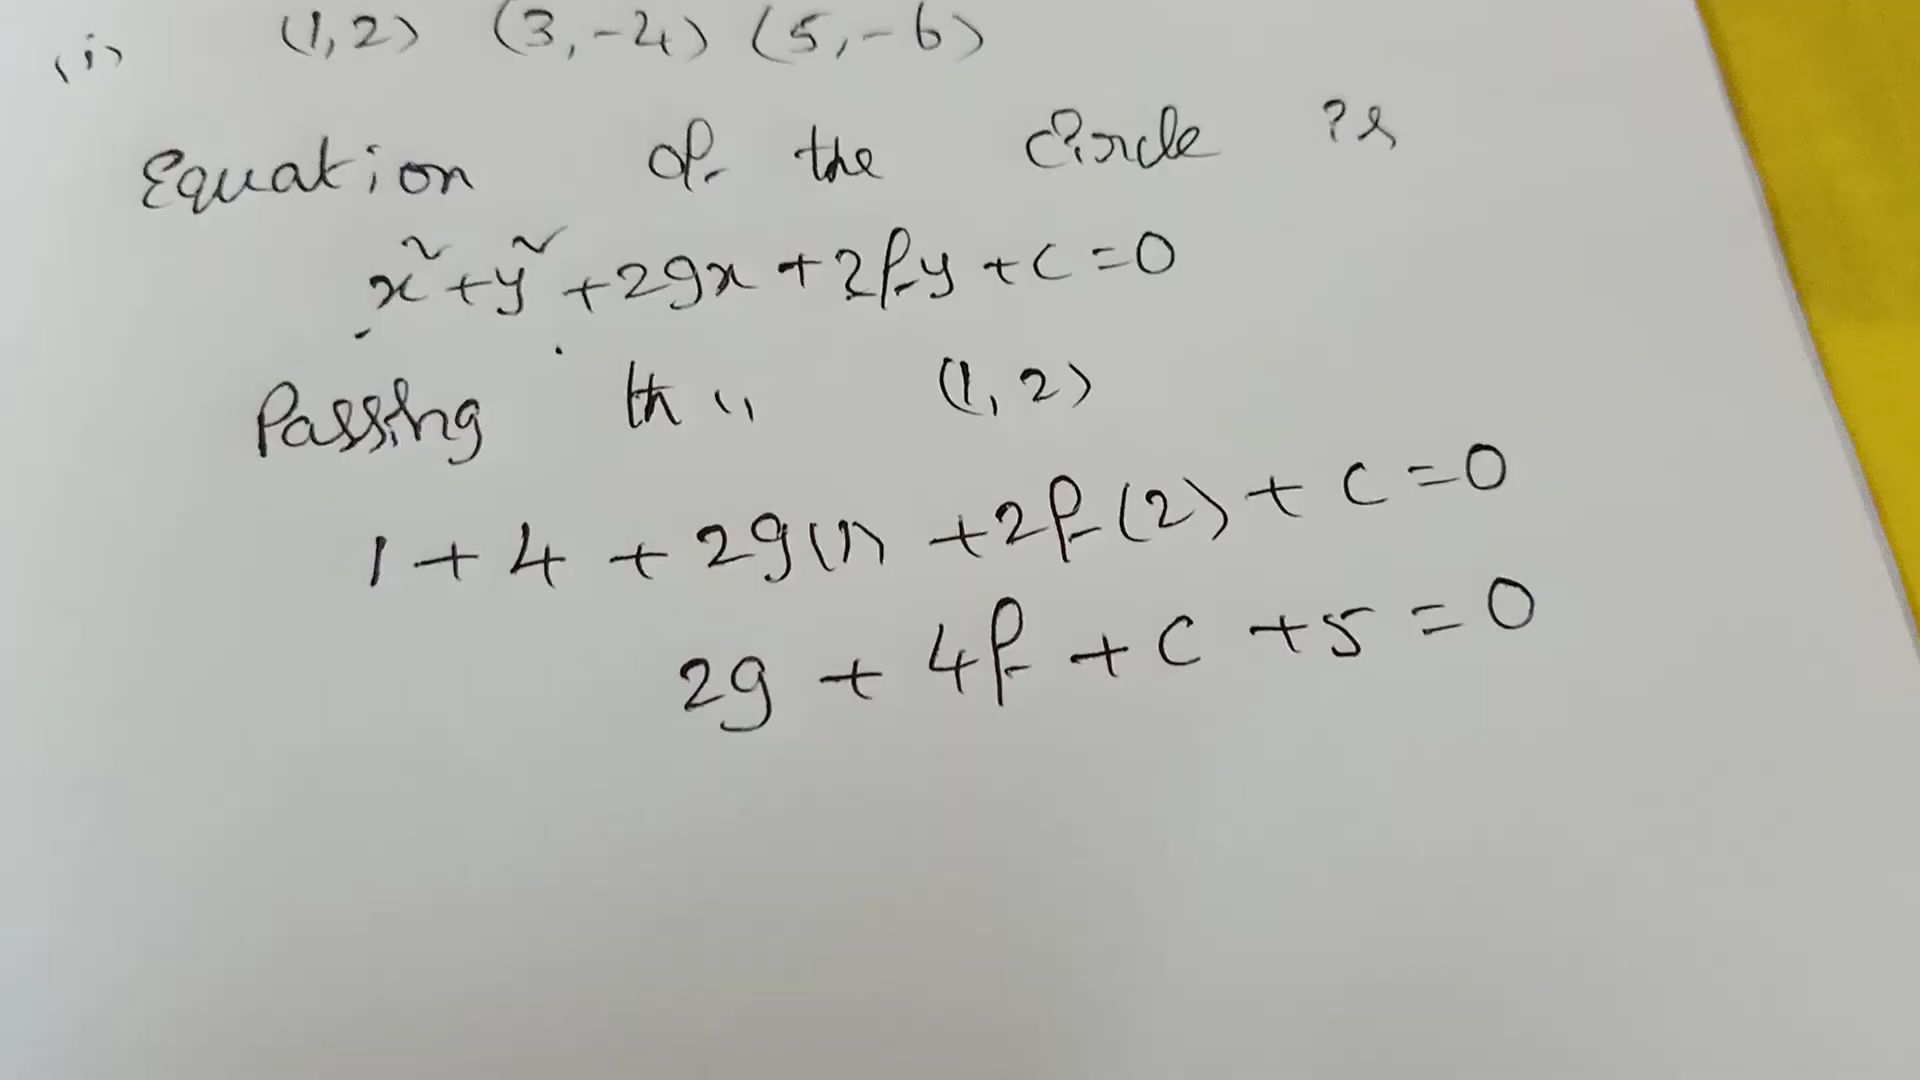 (i) (1,2) (3,-4) (5,-6)
Equation of the Circle is
x²+y²+2gx+2fy+c=0
Passing th (1,2)
1+4+2g(1)+2f(2)+c=0
2g+4f+c+5=0